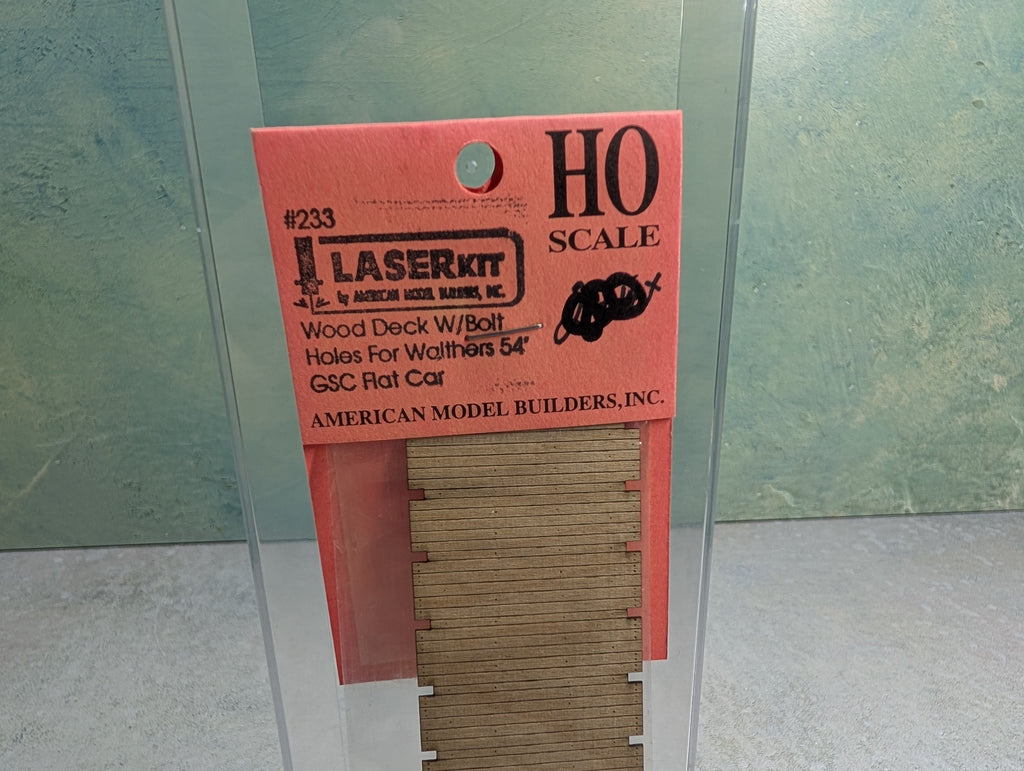 HO
SCALE
#233
LASERKIT
by AMERICAN MODEL BUILDERS, INC.
Wood Deck W/Bolt
Holes For Walthers 54'
GSC Flat Car
AMERICAN MODEL BUILDERS, INC.